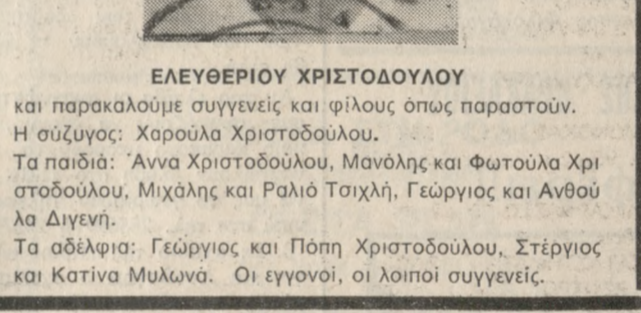 ΕΛΕΥΘΕΡΙΟΥ ΧΡΙΣΤΟΔΟΥΛΟΥ
και παρακαλούμε συγγενείς και φίλους όπως παραστούν.
Η σύζυγος: Χαρούλα Χριστοδούλου.
Τα παιδιά: Άννα Χριστοδούλου, Μανόλης και Φωτούλα Χρι
στοδούλου, Μιχάλης και Ραλιό Τσιχλή, Γεώργιος και Ανθού
λα Διγενή.
Τα αδέλφια: Γεώργιος και Πόπη Χριστοδούλου, Στέργιος
και Κατίνα Μυλωνά. Οι εγγονοί, οι λοιποί συγγενείς.